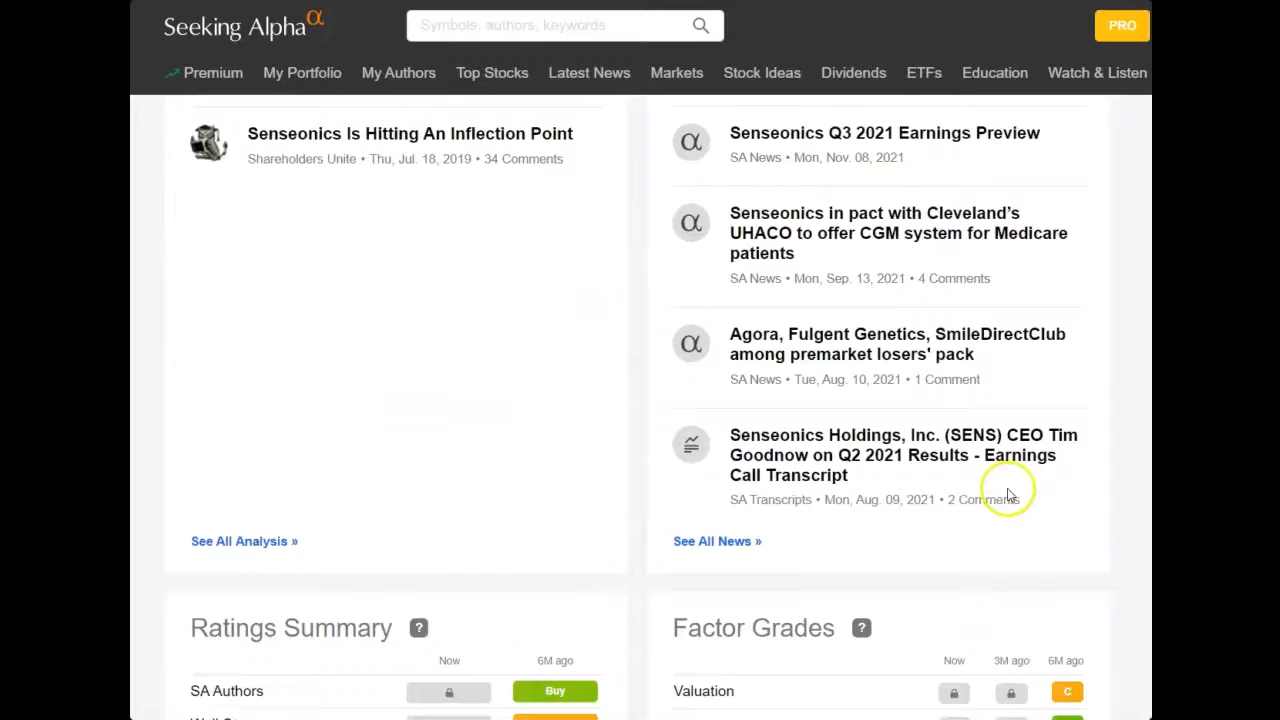 Seeking Alpha α
Symbols, authors, keywords
PRO
Premium My Portfolio My Authors Top Stocks Latest News Markets Stock Ideas Dividends ETFs Education Watch & Listen
Senseonics Is Hitting An Inflection Point
Shareholders Unite • Thu, Jul. 18, 2019 • 34 Comments
See All Analysis »
α
Senseonics Q3 2021 Earnings Preview
SA News • Mon, Nov. 08, 2021
α
Senseonics in pact with Cleveland’s
UHACO to offer CGM system for Medicare
patients
SA News • Mon, Sep. 13, 2021 • 4 Comments
α
Agora, Fulgent Genetics, SmileDirectClub
among premarket losers' pack
SA News • Tue, Aug. 10, 2021 • 1 Comment
Senseonics Holdings, Inc. (SENS) CEO Tim
Goodnow on Q2 2021 Results - Earnings
Call Transcript
SA Transcripts • Mon, Aug. 09, 2021 • 2 Comments
See All News »
Ratings Summary ?
Now 6M ago
SA Authors Buy
Factor Grades ?
Now 3M ago 6M ago
Valuation C